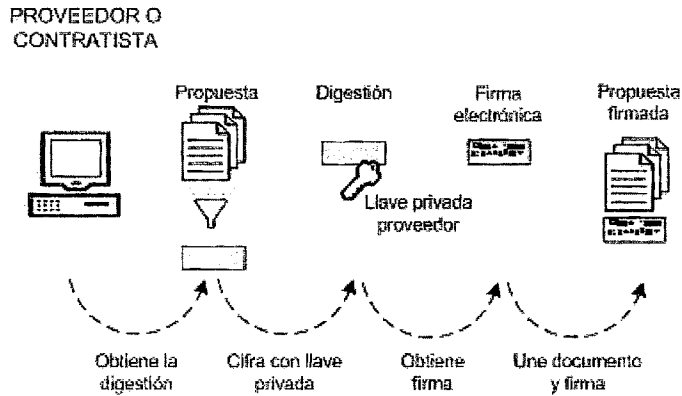 PROVEEDOR O
CONTRATISTA
Propuesta
Digestión
Firma
electrónica
Propuesta
firmada
Llave privada
proveedor
Obtiene la
digestión
Cifra con llave
privada
Obtiene
firma
Une documento
y firma